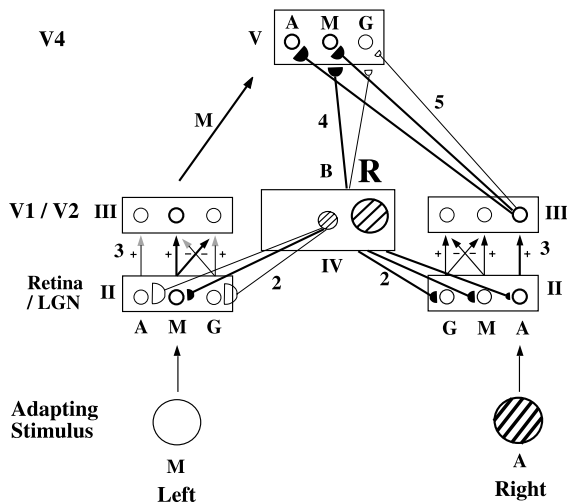 V4
V
A M G
M
4
5
B R
V1 / V2
III
III
3
+ + - - +
IV
+ - - + +
3
Retina
/ LGN
II
2
2
II
A M G
G M A
Adapting
Stimulus
M
A
Left
Right